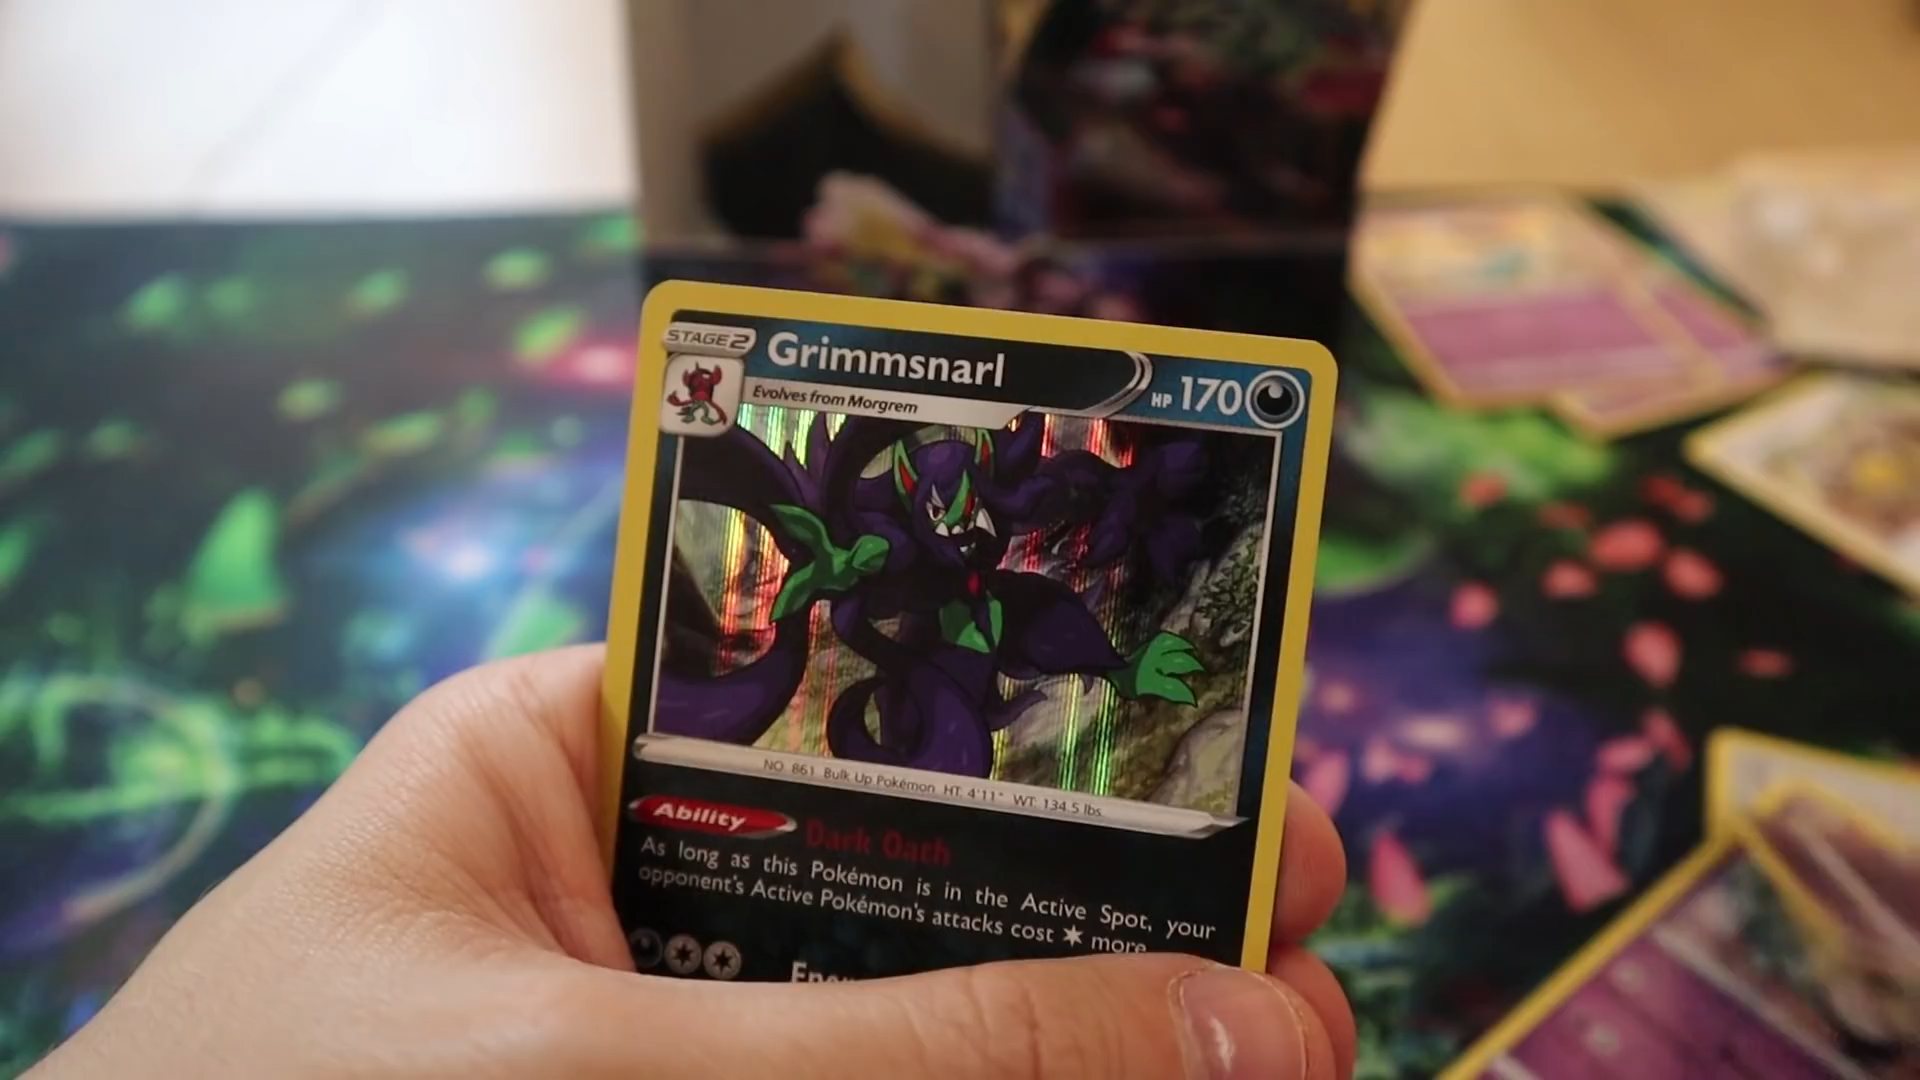 STAGE 2
Grimmsnarl
HP 170
Evolves from Morgrem
NO. 861 Bulk Up Pokémon HT: 4'11" WT: 134.5 lbs.
Ability Dark Oath
As long as this Pokémon is in the Active Spot, your
opponent's Active Pokémon's attacks cost more